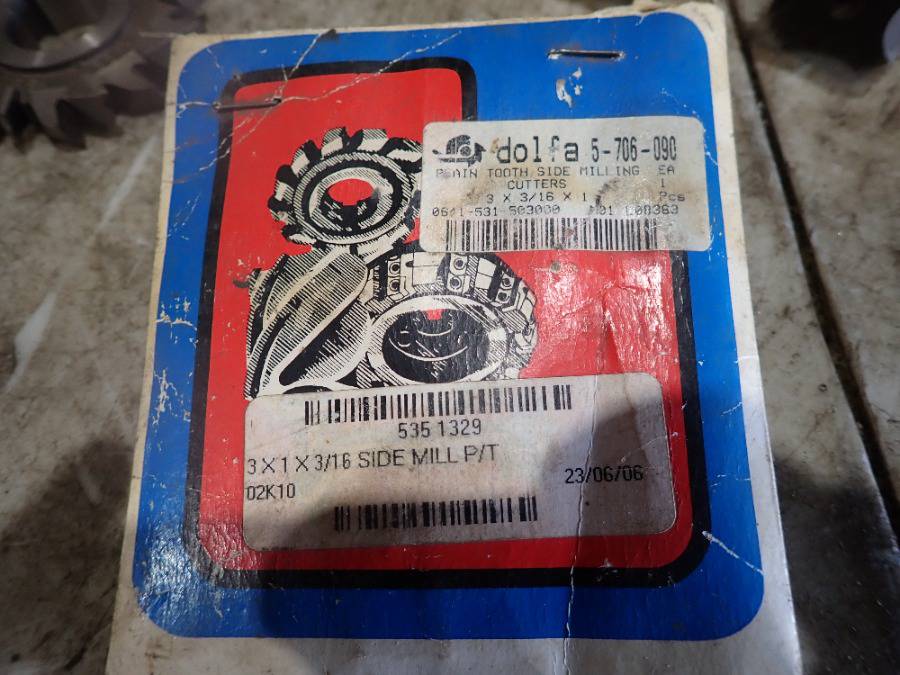 dolfa 5-706-090
PLAIN TOOTH SIDE MILLING EA
CUTTERS 1
3 X 3/16 X 1 Pcs
535 1329
3 X 1 X 3/16 SIDE MILL P/T
02K10 23/06/06